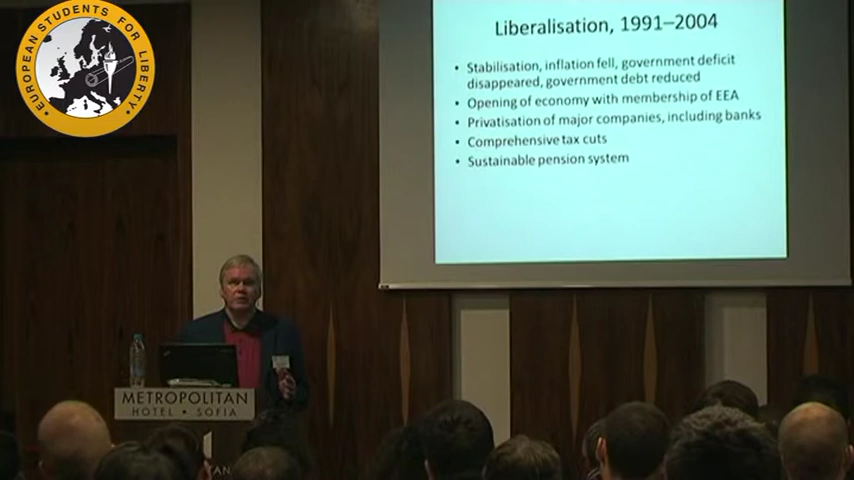 EUROPEAN STUDENTS FOR LIBERTY
Liberalisation, 1991–2004
• Stabilisation, inflation fell, government deficit
disappeared, government debt reduced
• Opening of economy with membership of EEA
• Privatisation of major companies, including banks
• Comprehensive tax cuts
• Sustainable pension system
METROPOLITAN
HOTEL • SOFIA